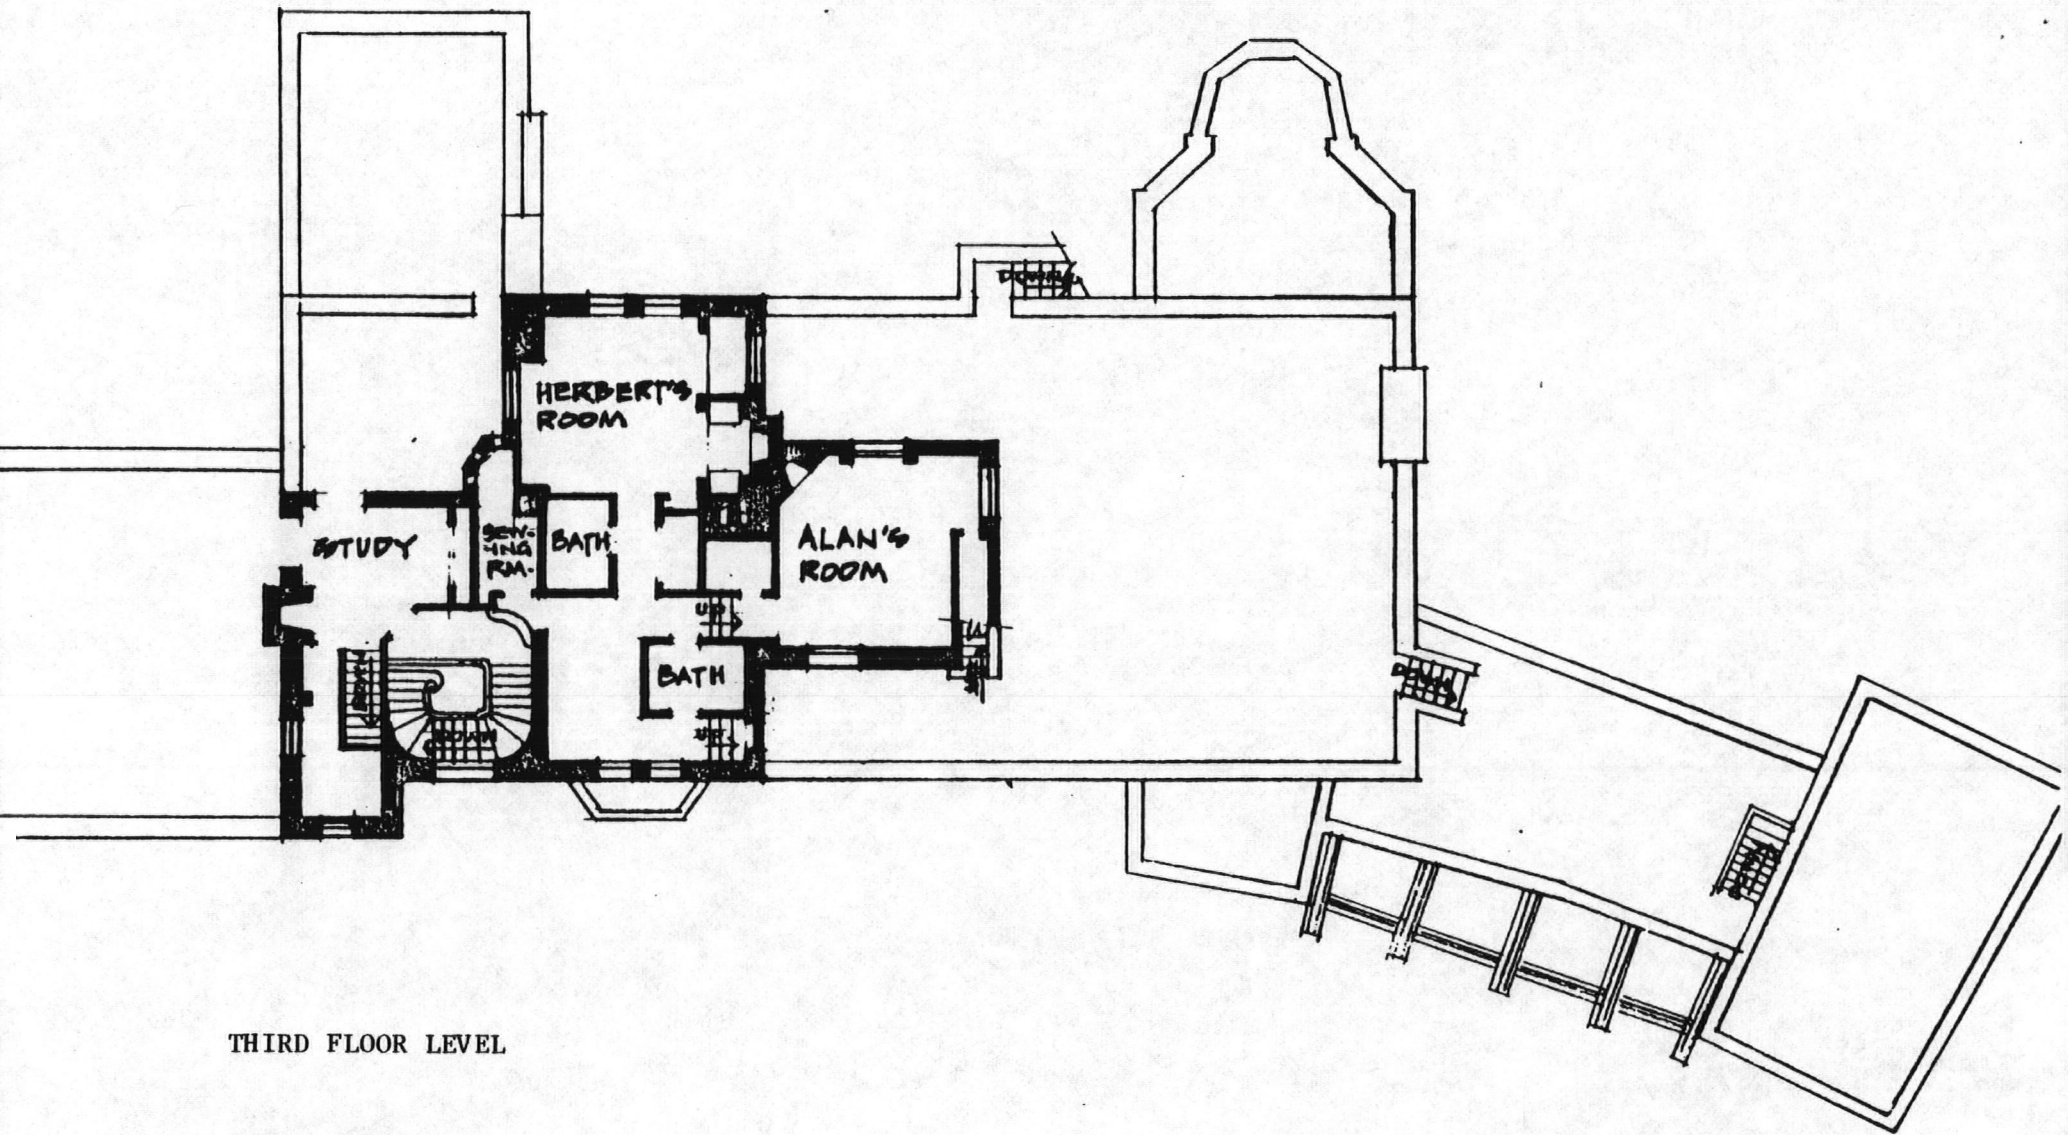 DOWN
HERBERT'S
ROOM
STUDY
SEW-
ING
RM.
BATH
ALAN'S
ROOM
UP
BATH
DOWN
DOWN
DOWN
UP
THIRD FLOOR LEVEL